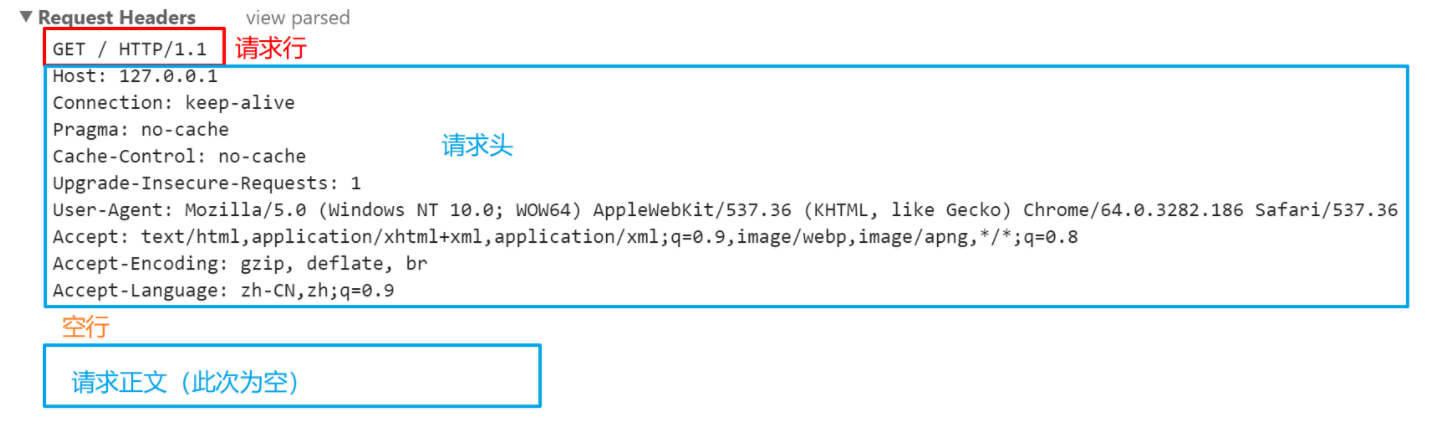 ▼ Request Headers view parsed
GET / HTTP/1.1 请求行
Host: 127.0.0.1
Connection: keep-alive
Pragma: no-cache
请求头
Cache-Control: no-cache
Upgrade-Insecure-Requests: 1
User-Agent: Mozilla/5.0 (Windows NT 10.0; WOW64) AppleWebKit/537.36 (KHTML, like Gecko) Chrome/64.0.3282.186 Safari/537.36
Accept: text/html,application/xhtml+xml,application/xml;q=0.9,image/webp,image/apng,*/*;q=0.8
Accept-Encoding: gzip, deflate, br
Accept-Language: zh-CN,zh;q=0.9
空行
请求正文（此次为空）